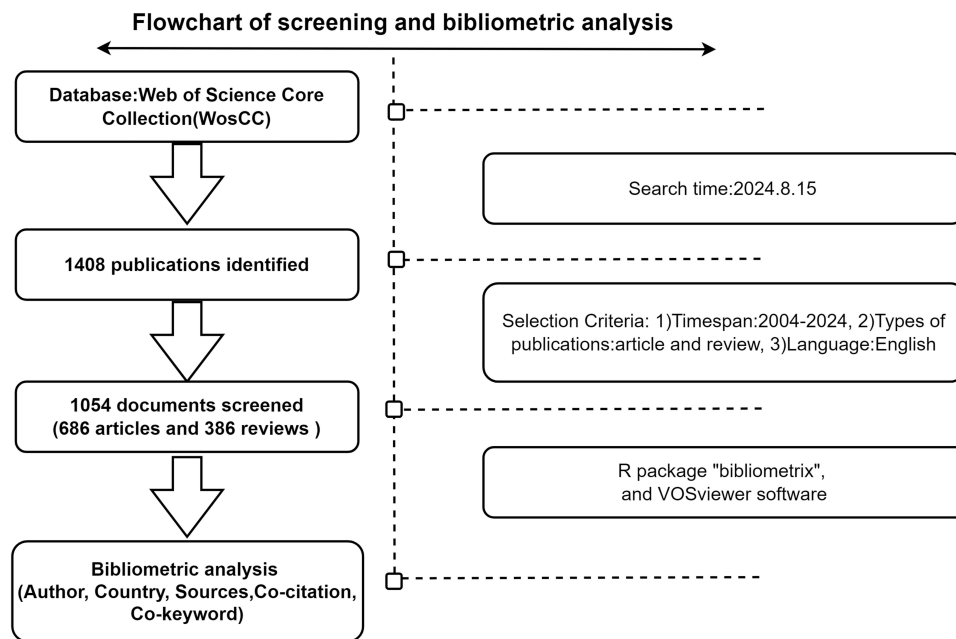 Flowchart of screening and bibliometric analysis
Database:Web of Science Core
Collection(WosCC)
Search time:2024.8.15
1408 publications identified
Selection Criteria: 1)Timespan:2004-2024, 2)Types of
publications:article and review, 3)Language:English
1054 documents screened
(686 articles and 386 reviews )
R package "bibliometrix",
and VOSviewer software
Bibliometric analysis
(Author, Country, Sources,Co-citation,
Co-keyword)